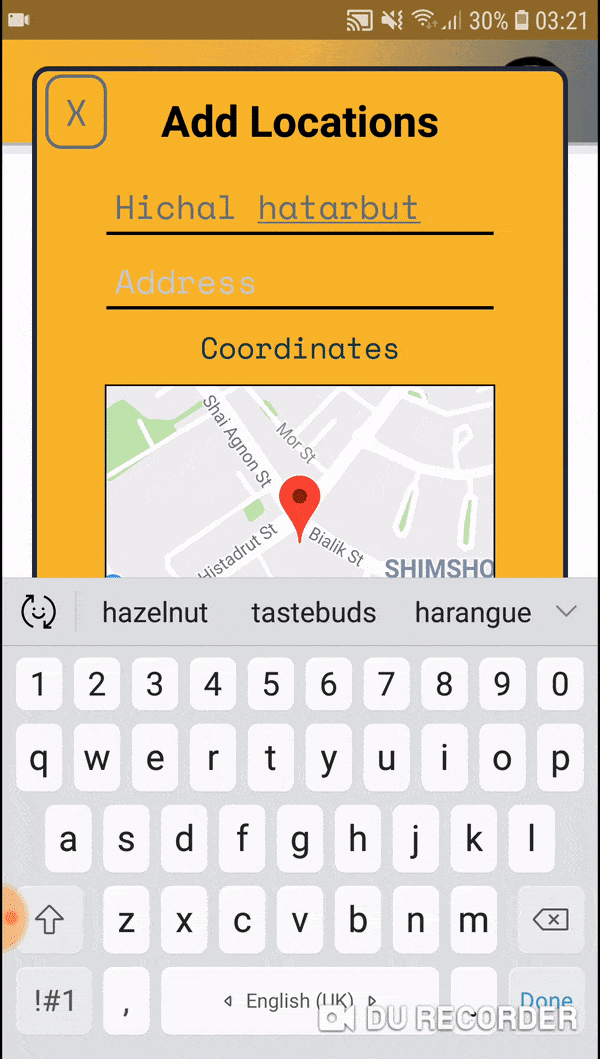 30% 03:21
X
Add Locations
Hichal hatarbut
Address
Coordinates
Shai Agnon St
Mor St
Histadrut St
Bialik St
SHIMSHO
hazelnut tastebuds harangue
1 2 3 4 5 6 7 8 9 0
q w e r t y u i o p
a s d f g h j k l
z x c v b n m
!#1 , English (UK) . Done
DU RECORDER